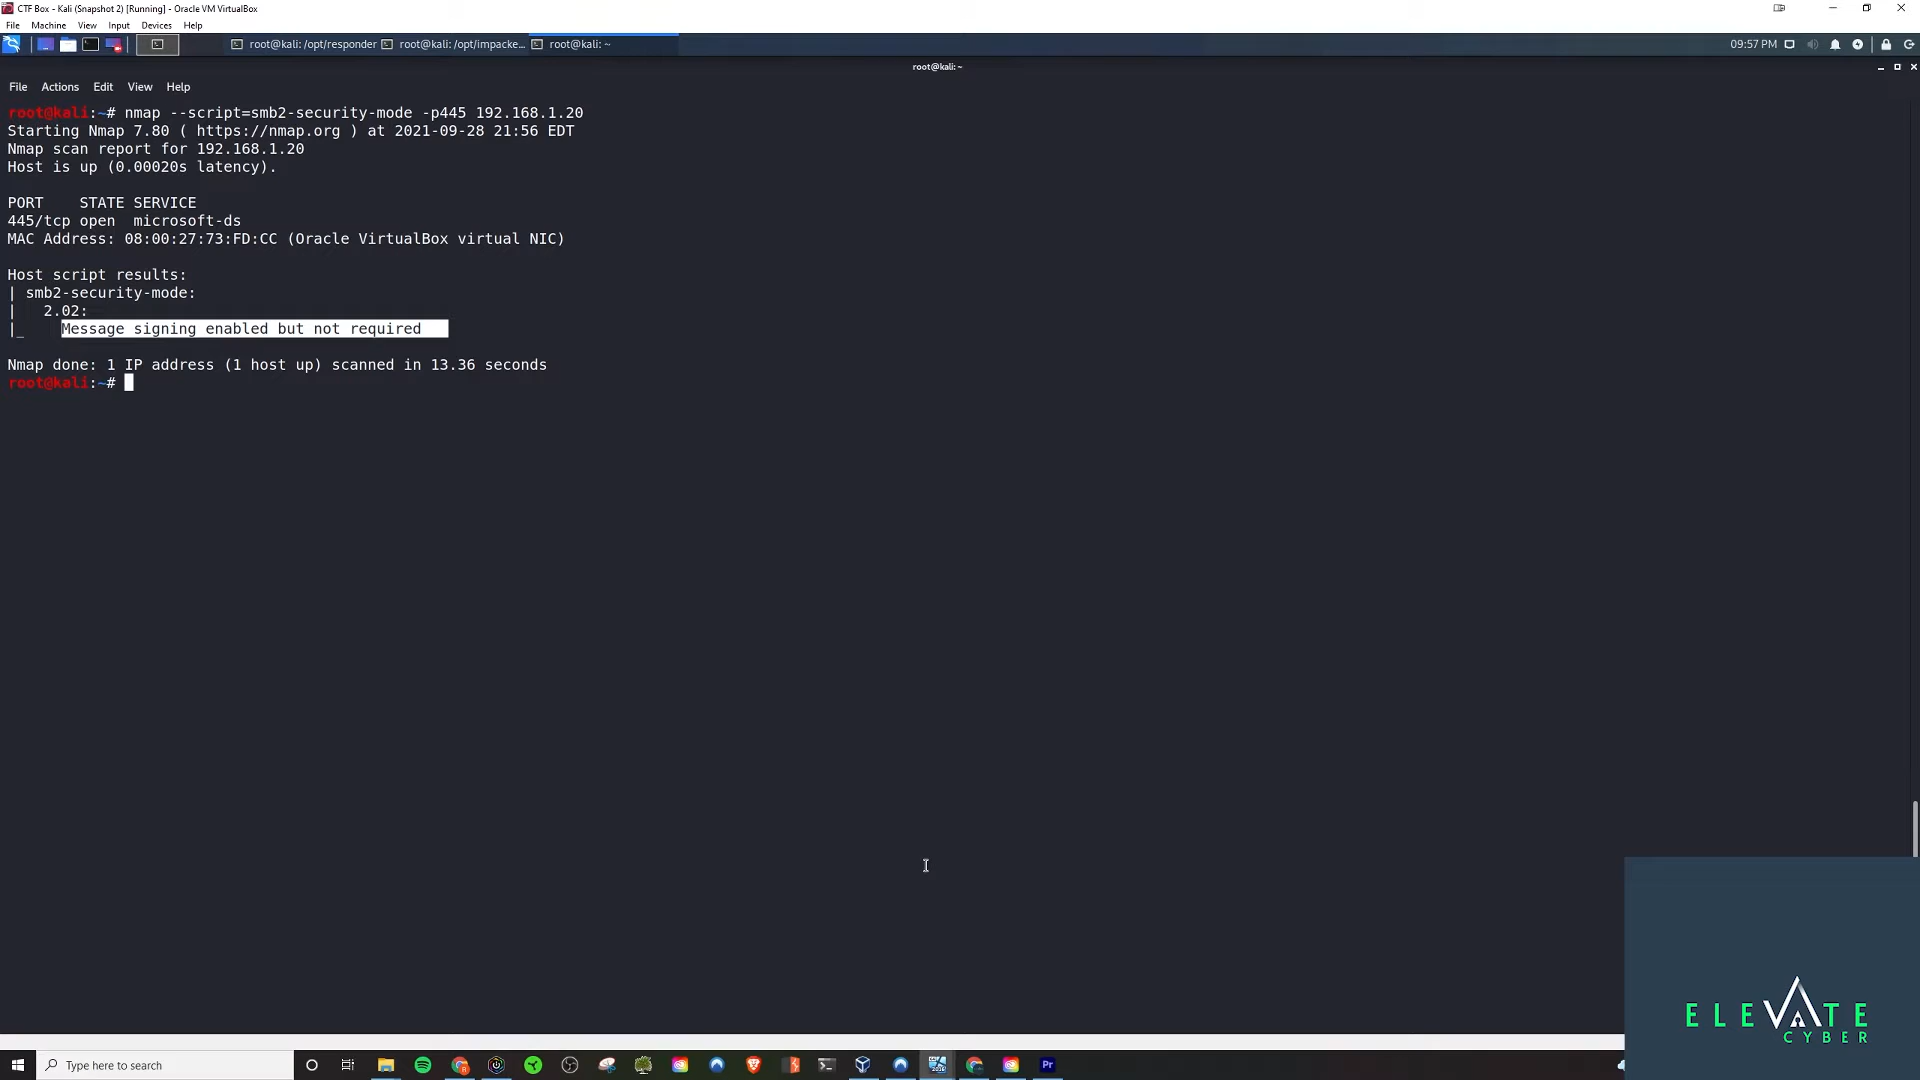 CTF Box - Kali (Snapshot 2) [Running] - Oracle VM VirtualBox
File Machine View Input Devices Help
root@kali: /opt/responder root@kali: /opt/impacke... root@kali: ~ 09:57 PM
root@kali: ~
File Actions Edit View Help
root@kali:~# nmap --script=smb2-security-mode -p445 192.168.1.20
Starting Nmap 7.80 ( https://nmap.org ) at 2021-09-28 21:56 EDT
Nmap scan report for 192.168.1.20
Host is up (0.00020s latency).
PORT    STATE SERVICE
445/tcp open  microsoft-ds
MAC Address: 08:00:27:73:FD:CC (Oracle VirtualBox virtual NIC)
Host script results:
| smb2-security-mode:
|   2.02:
|_    Message signing enabled but not required
Nmap done: 1 IP address (1 host up) scanned in 13.36 seconds
root@kali:~#
ELEVATE
CYBER
Type here to search
Pr